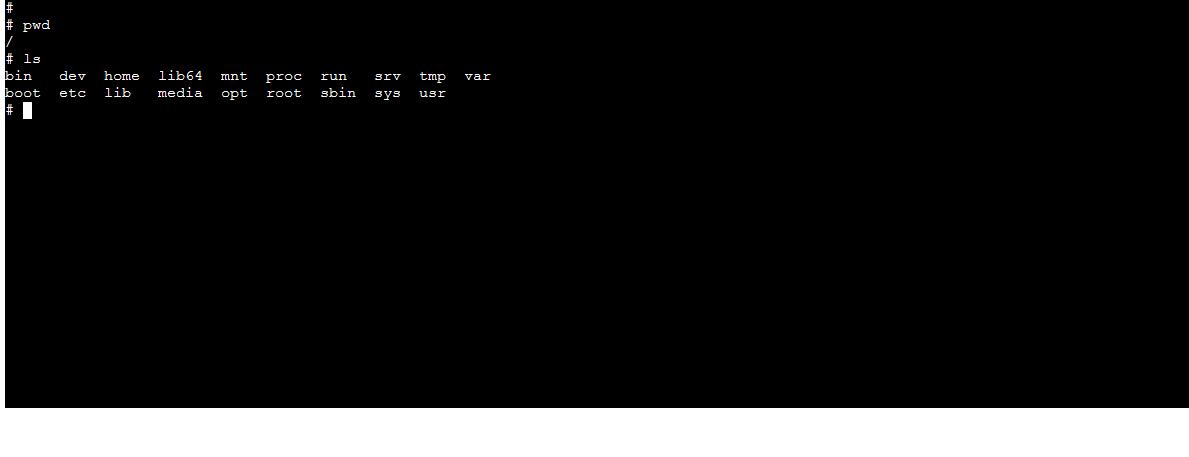 #
# pwd
/
# ls
bin   dev  home  lib64  mnt  proc  run   srv  tmp  var
boot  etc  lib   media  opt  root  sbin  sys  usr
#